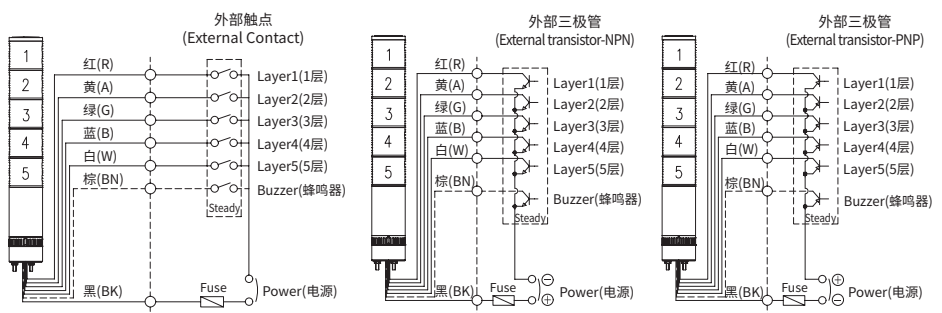 外部触点
(External Contact)
1
2
3
4
5
红(R)
黄(A)
绿(G)
蓝(B)
白(W)
棕(BN)
黑(BK)
Layer1(1层)
Layer2(2层)
Layer3(3层)
Layer4(4层)
Layer5(5层)
Buzzer(蜂鸣器)
Steady
Fuse
Power(电源)
外部三极管
(External transistor-NPN)
1
2
3
4
5
红(R)
黄(A)
绿(G)
蓝(B)
白(W)
棕(BN)
黑(BK)
Layer1(1层)
Layer2(2层)
Layer3(3层)
Layer4(4层)
Layer5(5层)
Buzzer(蜂鸣器)
Steady
Fuse
Power(电源)
外部三极管
(External transistor-PNP)
1
2
3
4
5
红(R)
黄(A)
绿(G)
蓝(B)
白(W)
棕(BN)
黑(BK)
Layer1(1层)
Layer2(2层)
Layer3(3层)
Layer4(4层)
Layer5(5层)
Buzzer(蜂鸣器)
Steady
Fuse
Power(电源)